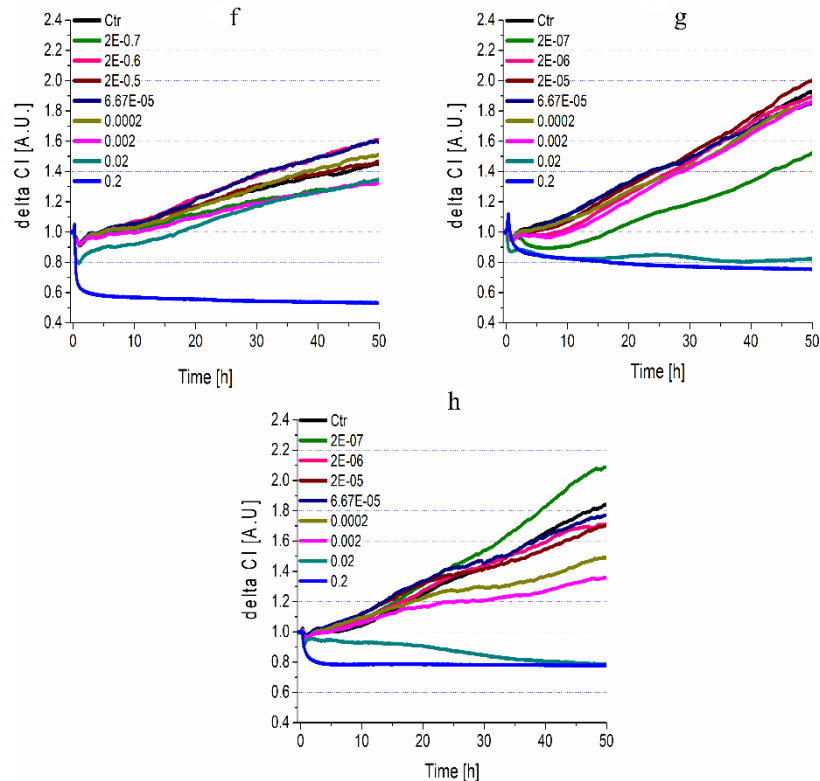 f
Ctr
2E-0.7
2E-0.6
2E-0.5
6.67E-05
0.0002
0.002
0.02
0.2
delta CI [A.U.]
2.4
2.2
2.0
1.8
1.6
1.4
1.2
1.0
0.8
0.6
0.4
0 10 20 30 40 50
Time [h]
g
Ctr
2E-07
2E-06
2E-05
6.67E-05
0.0002
0.002
0.02
0.2
delta CI [A.U.]
2.4
2.2
2.0
1.8
1.6
1.4
1.2
1.0
0.8
0.6
0.4
0 10 20 30 40 50
Time [h]
h
Ctr
2E-07
2E-06
2E-05
6.67E-05
0.0002
0.002
0.02
0.2
delta CI [A.U]
2.4
2.2
2.0
1.8
1.6
1.4
1.2
1.0
0.8
0.6
0.4
0 10 20 30 40 50
Time [h]